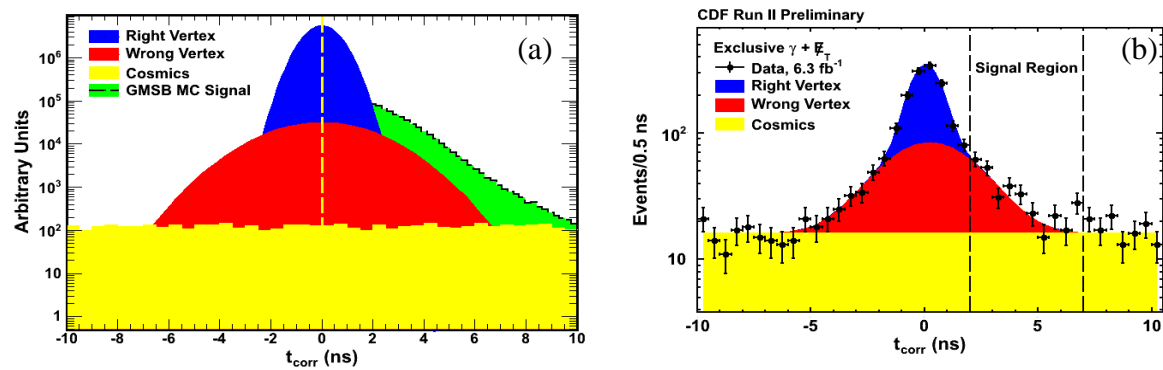 Right Vertex
Wrong Vertex
Cosmics
GMSB MC Signal
(a)
Arbitrary Units
10⁶
10⁵
10⁴
10³
10²
10
1
-10 -8 -6 -4 -2 0 2 4 6 8 10
t_corr (ns)
CDF Run II Preliminary
Exclusive γ + E̸_T
Data, 6.3 fb⁻¹
Right Vertex
Wrong Vertex
Cosmics
Signal Region
(b)
Events/0.5 ns
10²
10
-10 -5 0 5 10
t_corr (ns)